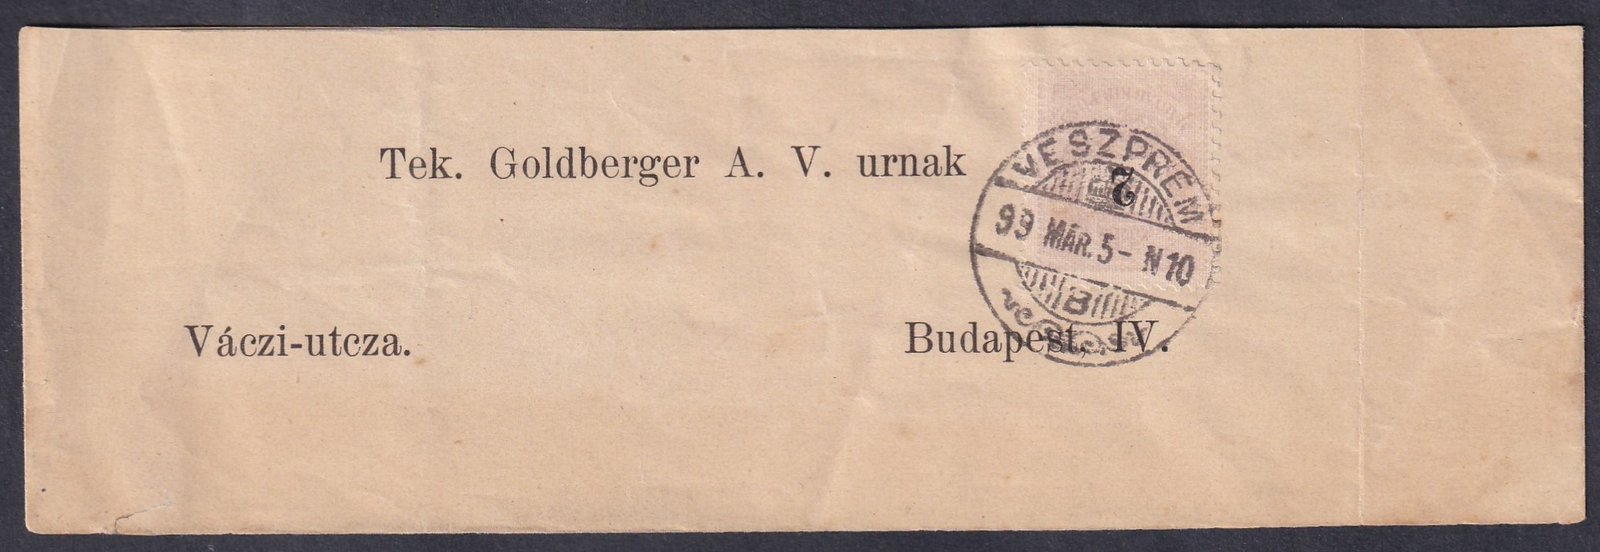 VESZPRÉM
2
99 MÁR. 5 - N10
B
Tek. Goldberger A. V. urnak
Váczi-utcza. Budapest, IV.